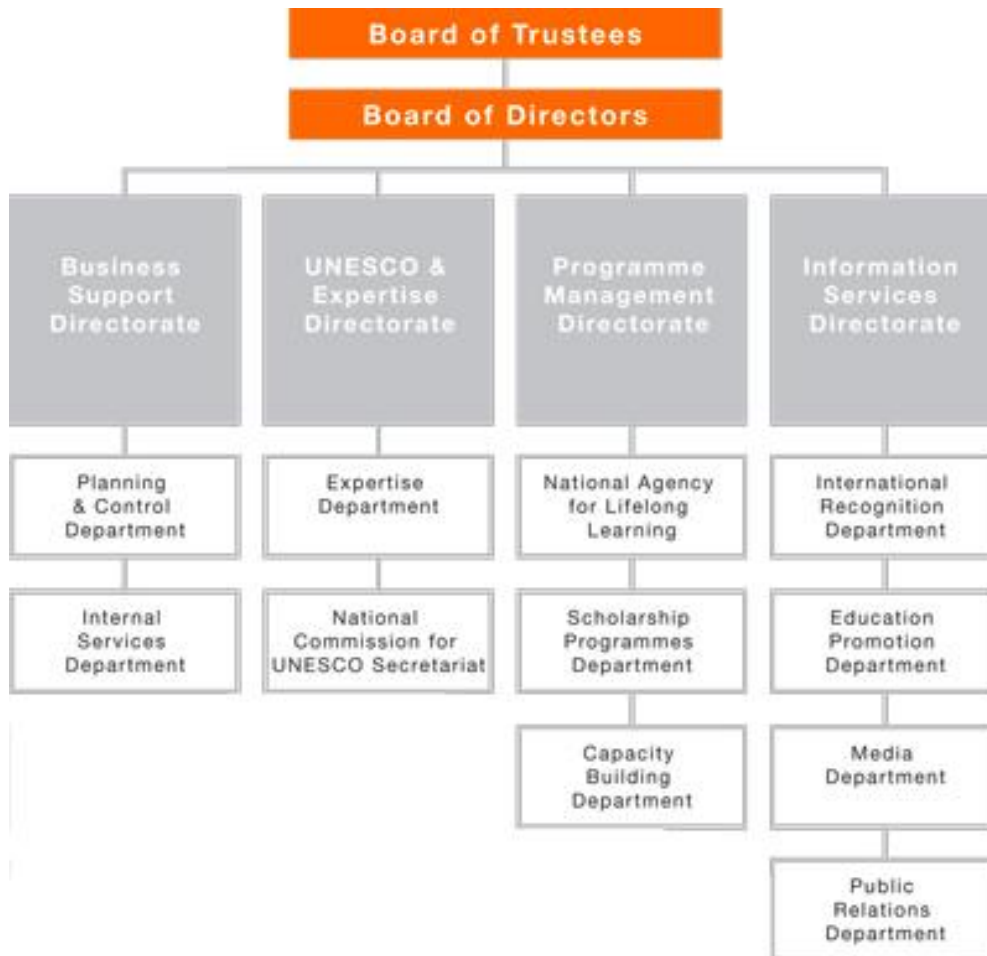 Board of Trustees
Board of Directors
Business
Support
Directorate
UNESCO &
Expertise
Directorate
Programme
Management
Directorate
Information
Services
Directorate
Planning
& Control
Department
Expertise
Department
National Agency
for Lifelong
Learning
International
Recognition
Department
Internal
Services
Department
National
Commission for
UNESCO Secretariat
Scholarship
Programmes
Department
Education
Promotion
Department
Capacity
Building
Department
Media
Department
Public
Relations
Department